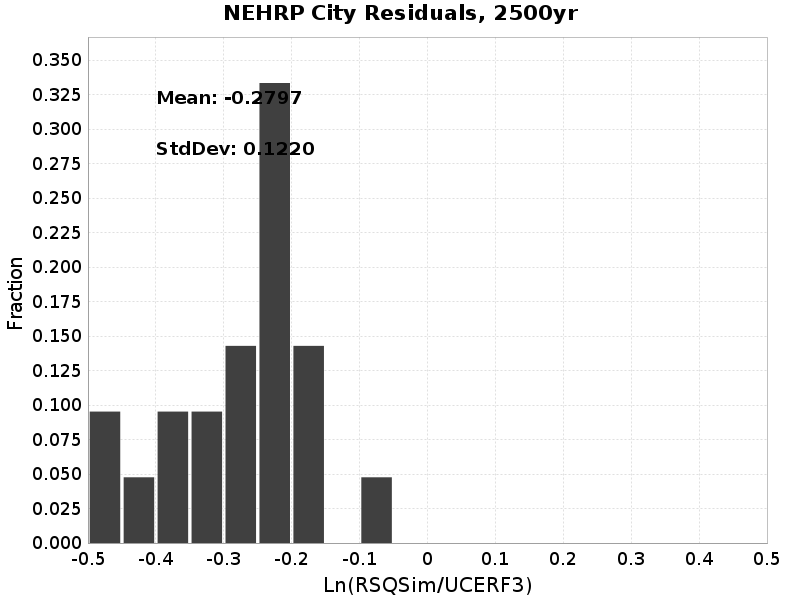 NEHRP City Residuals, 2500yr
0.350
0.325
0.300
0.275
0.250
0.225
0.200
0.175
0.150
0.125
0.100
0.075
0.050
0.025
0.000
Fraction
Mean: -0.2797
StdDev: 0.1220
-0.5 -0.4 -0.3 -0.2 -0.1 0 0.1 0.2 0.3 0.4 0.5
Ln(RSQSim/UCERF3)